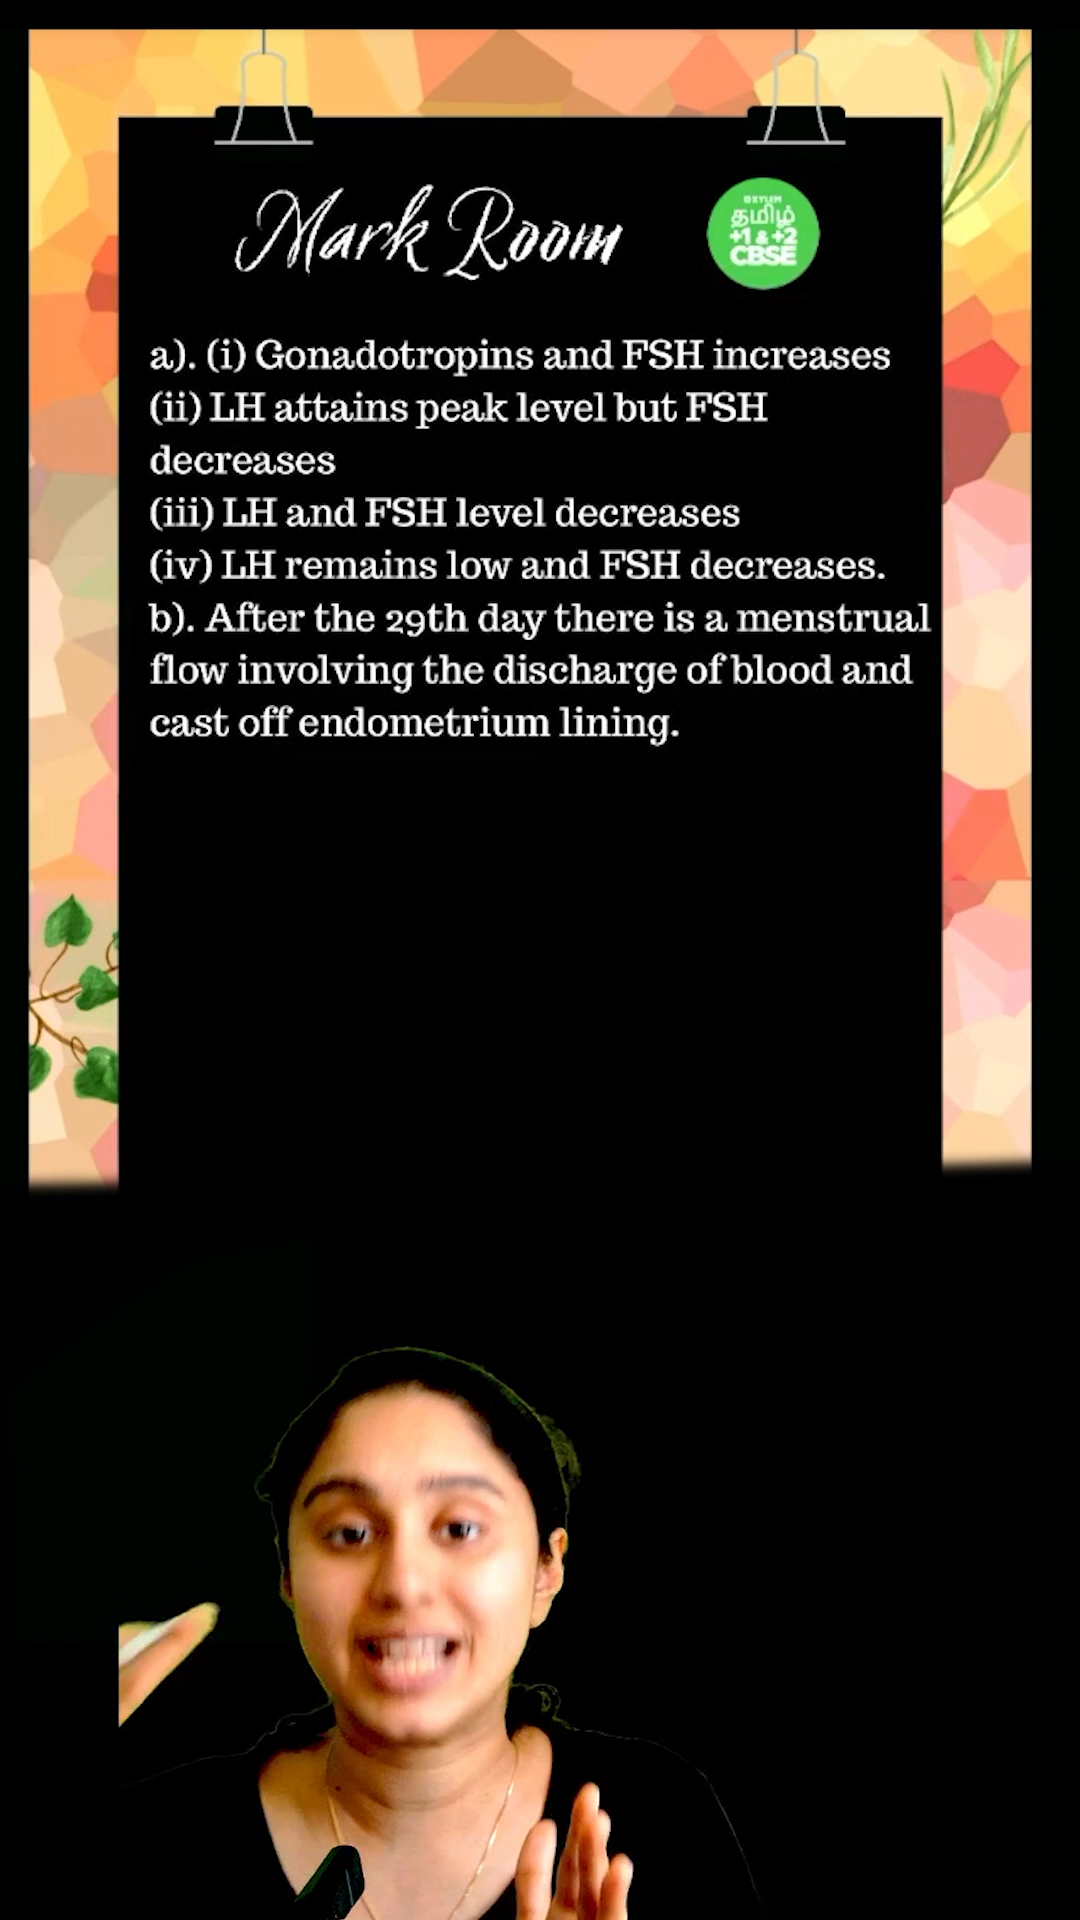 Mark Room
OXYLEM
தமிழ்
+1 & +2
CBSE
a). (i) Gonadotropins and FSH increases
(ii) LH attains peak level but FSH
decreases
(iii) LH and FSH level decreases
(iv) LH remains low and FSH decreases.
b). After the 29th day there is a menstrual
flow involving the discharge of blood and
cast off endometrium lining.